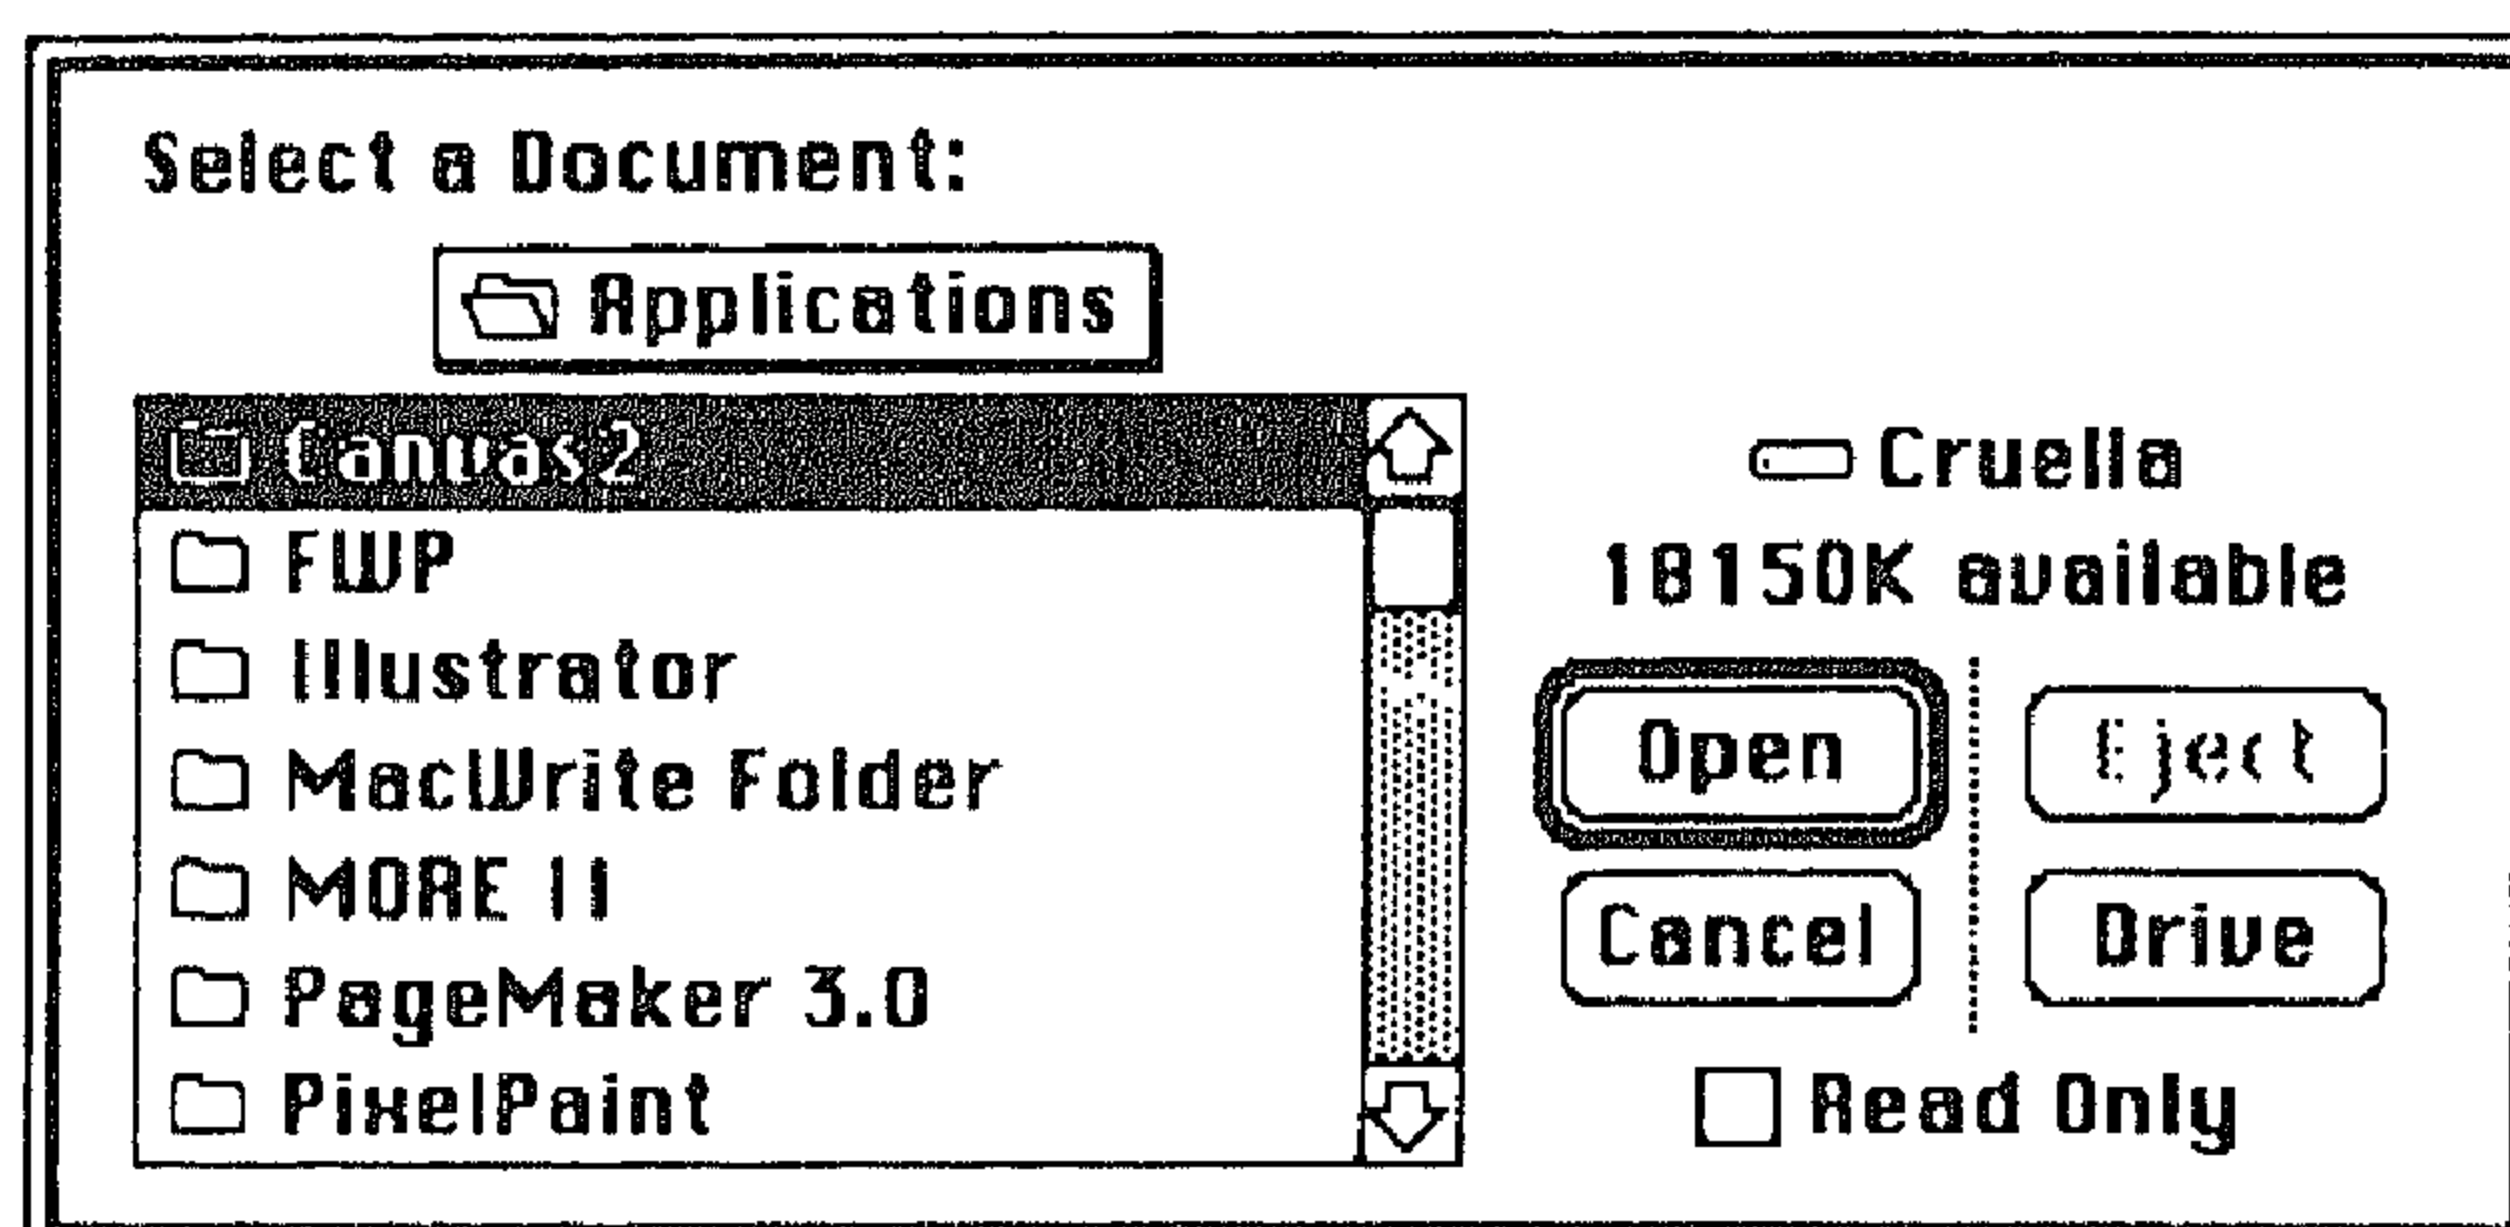 Select a Document:
Applications
Canvas2
FWP
Illustrator
MacWrite Folder
MORE II
PageMaker 3.0
PixelPaint
Cruella
18150K available
Open
Eject
Cancel
Drive
Read Only